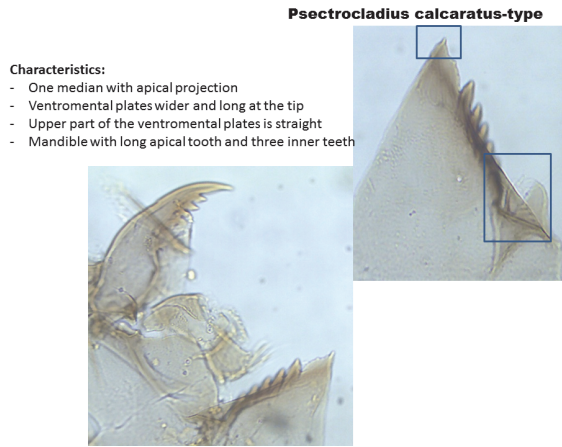 Psectrocladius calcaratus-type
Characteristics:
- One median with apical projection
- Ventromental plates wider and long at the tip
- Upper part of the ventromental plates is straight
- Mandible with long apical tooth and three inner teeth